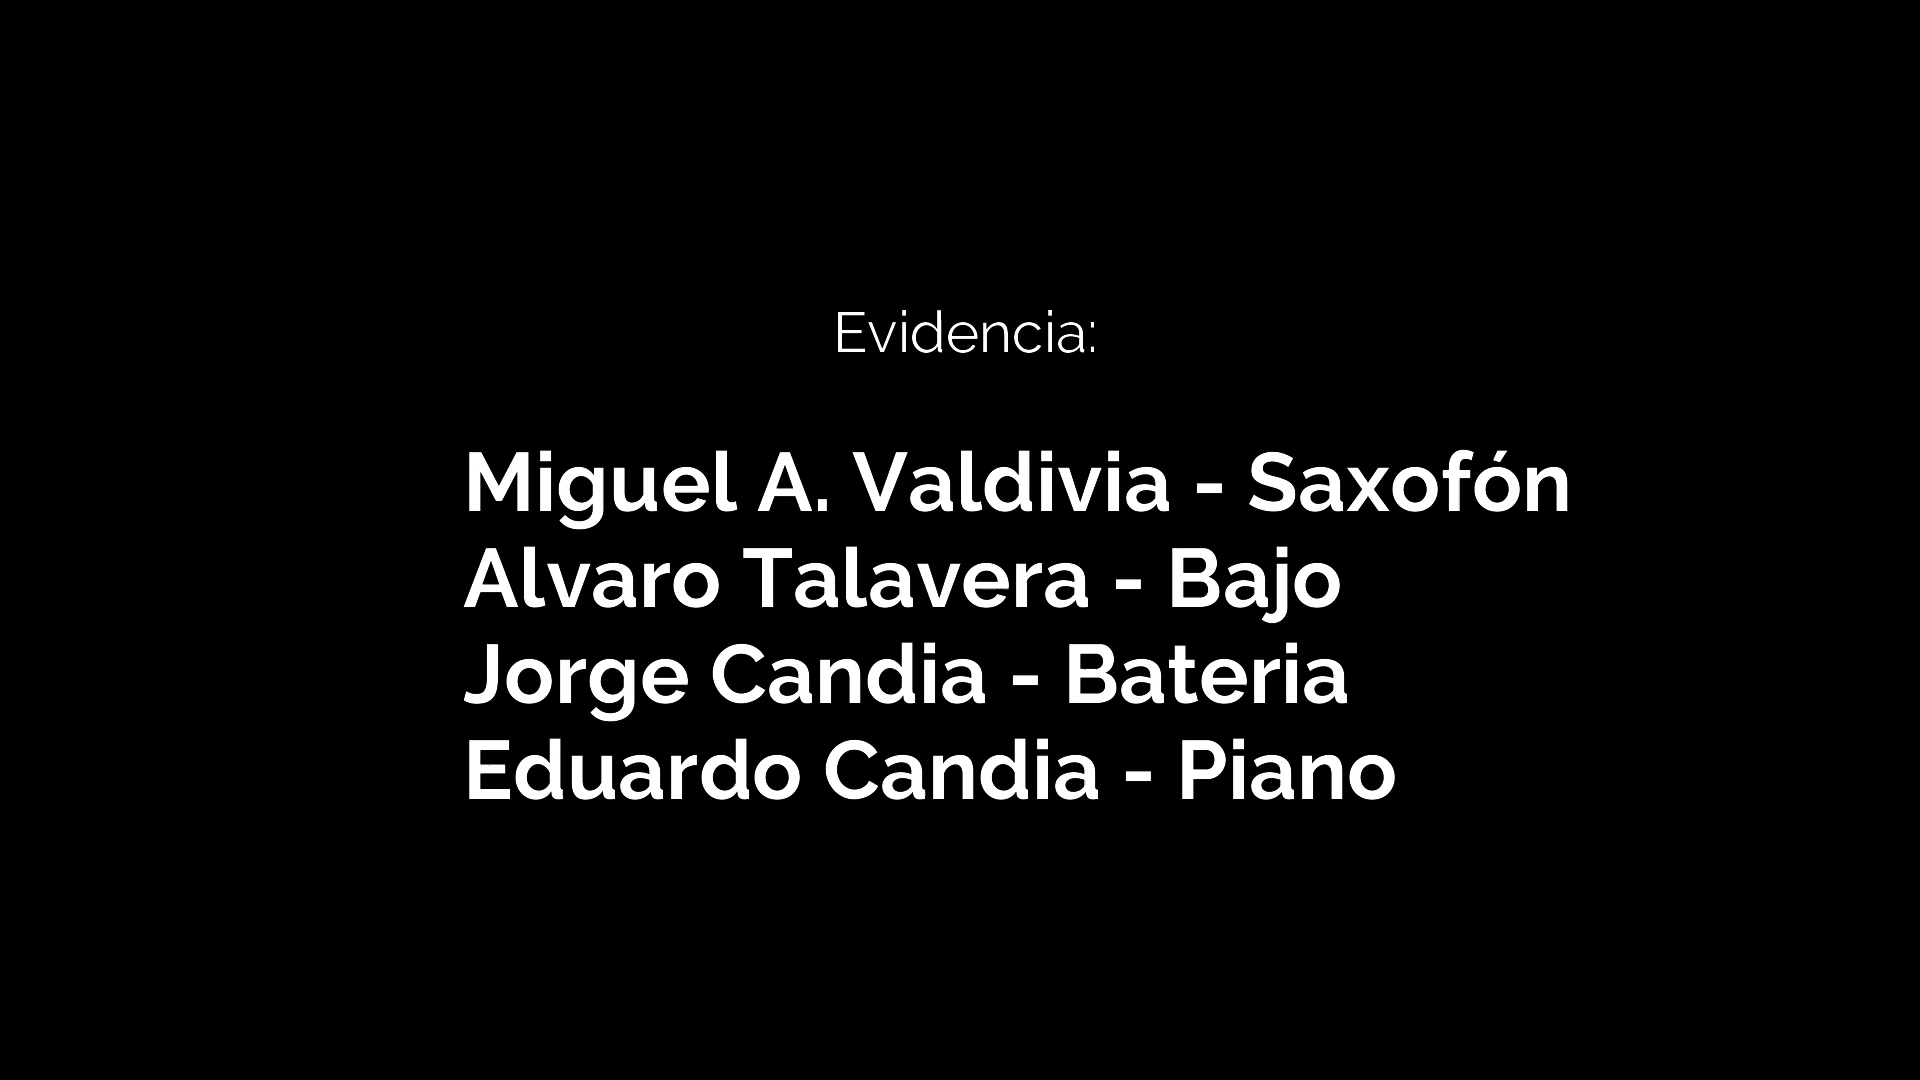 Evidencia:
Miguel A. Valdivia - Saxofón
Alvaro Talavera - Bajo
Jorge Candia - Bateria
Eduardo Candia - Piano